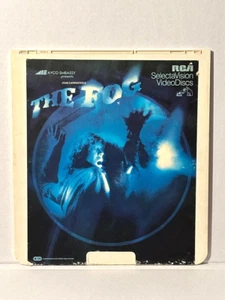 AVCO EMBASSY
presents
RCA
SelectaVision
VideoDiscs
THE FOG